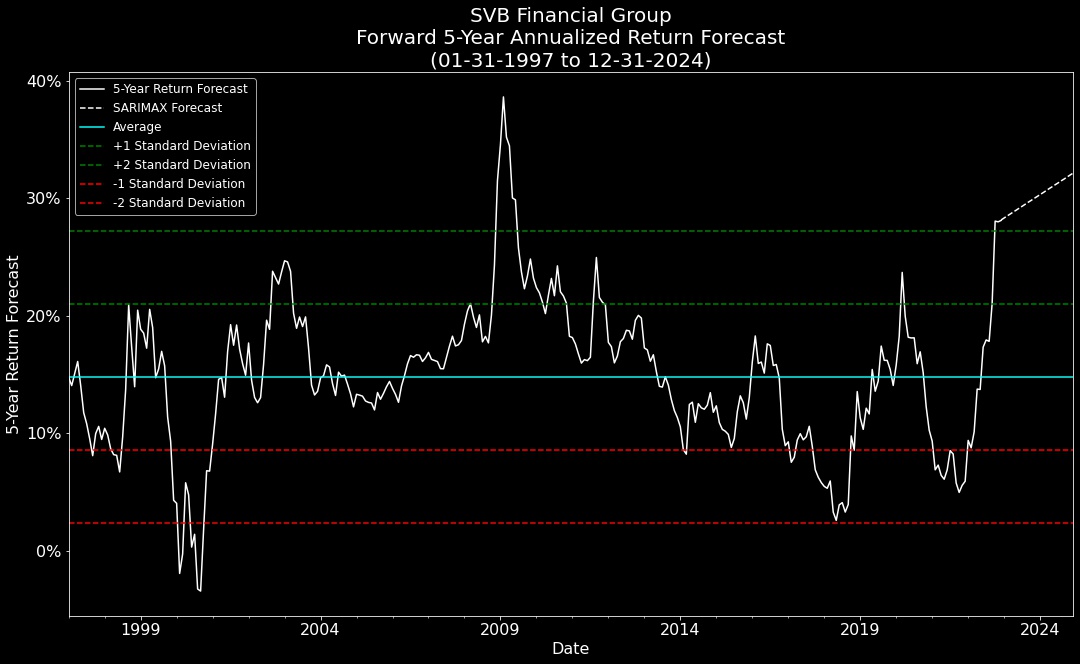 SVB Financial Group
Forward 5-Year Annualized Return Forecast
(01-31-1997 to 12-31-2024)
40%
30%
20%
10%
0%
5-Year Return Forecast
5-Year Return Forecast
SARIMAX Forecast
Average
+1 Standard Deviation
+2 Standard Deviation
-1 Standard Deviation
-2 Standard Deviation
1999
2004
2009
2014
2019
2024
Date